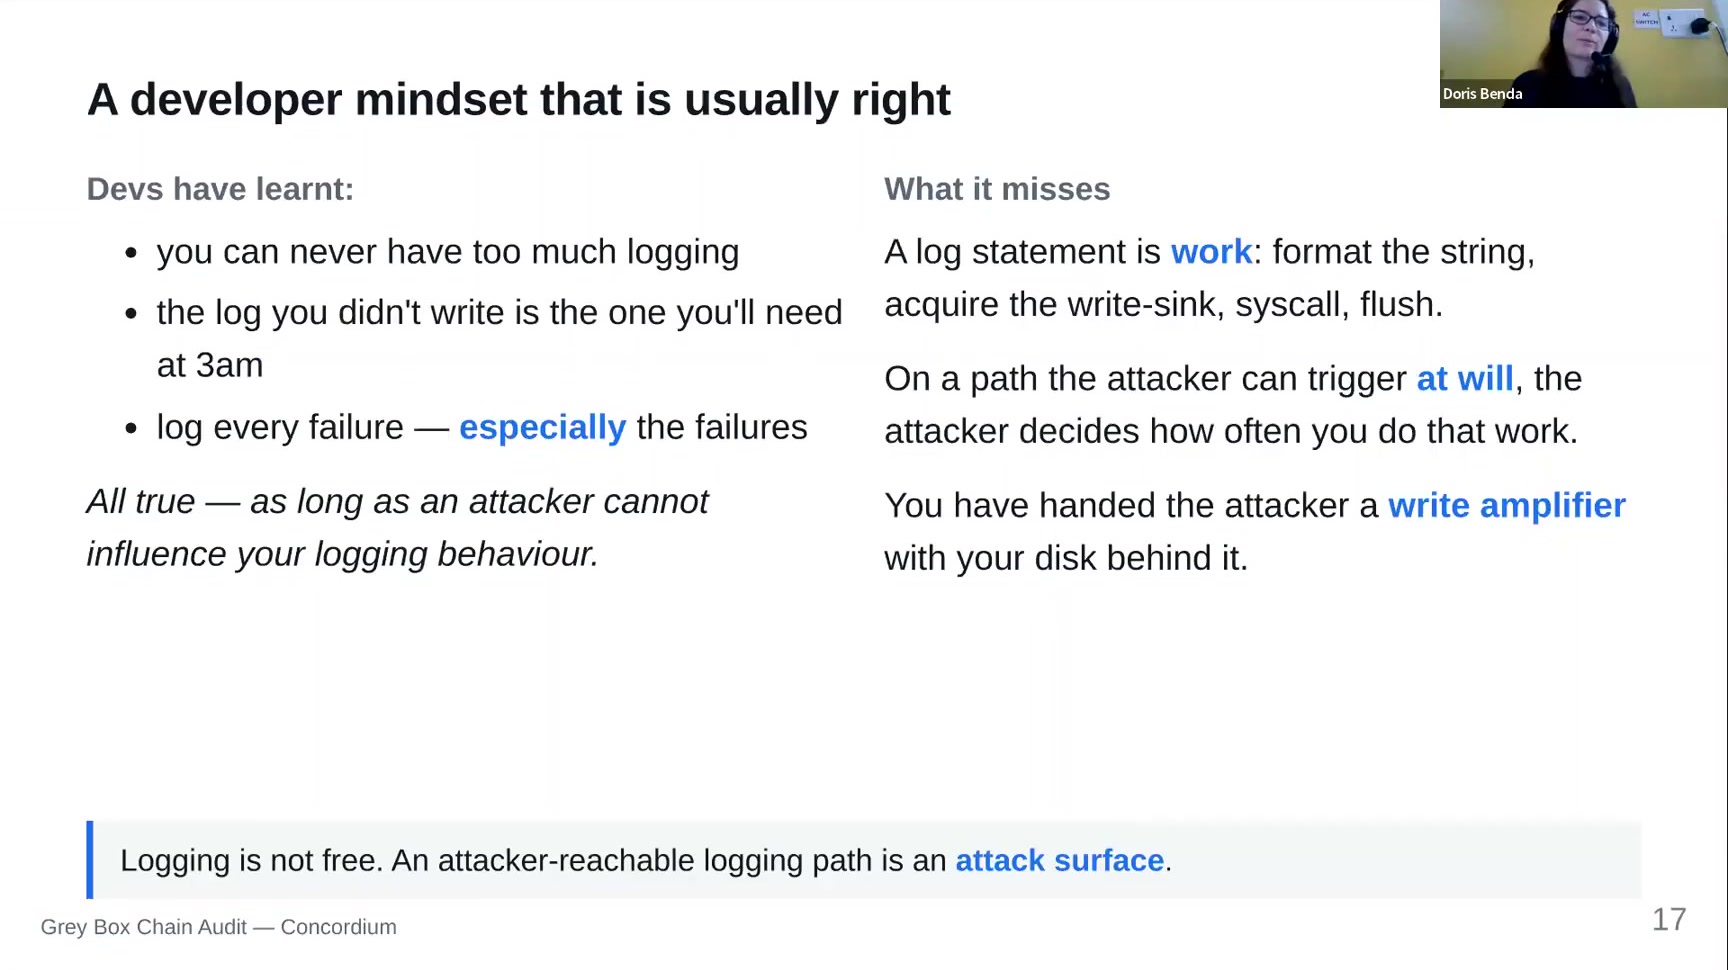 A developer mindset that is usually right
AC
SWITCH
Doris Benda
Devs have learnt:
• you can never have too much logging
• the log you didn't write is the one you'll need
at 3am
• log every failure — especially the failures
All true — as long as an attacker cannot
influence your logging behaviour.
What it misses
A log statement is work: format the string,
acquire the write-sink, syscall, flush.
On a path the attacker can trigger at will, the
attacker decides how often you do that work.
You have handed the attacker a write amplifier
with your disk behind it.
Logging is not free. An attacker-reachable logging path is an attack surface.
Grey Box Chain Audit — Concordium
17